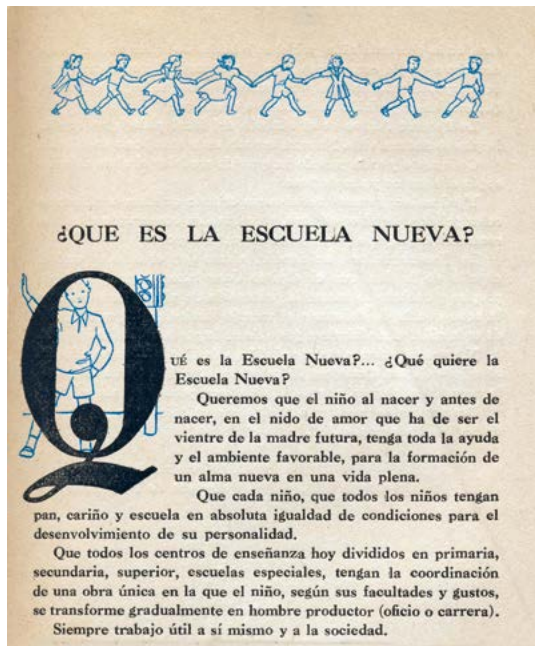 ¿QUE ES LA ESCUELA NUEVA?
QUÉ es la Escuela Nueva?... ¿Qué quiere la
Escuela Nueva?
Queremos que el niño al nacer y antes de
nacer, en el nido de amor que ha de ser el
vientre de la madre futura, tenga toda la ayuda
y el ambiente favorable, para la formación de
un alma nueva en una vida plena.
Que cada niño, que todos los niños tengan
pan, cariño y escuela en absoluta igualdad de condiciones para el
desenvolvimiento de su personalidad.
Que todos los centros de enseñanza hoy divididos en primaria,
secundaria, superior, escuelas especiales, tengan la coordinación
de una obra única en la que el niño, según sus facultades y gustos,
se transforme gradualmente en hombre productor (oficio o carrera).
Siempre trabajo útil a sí mismo y a la sociedad.